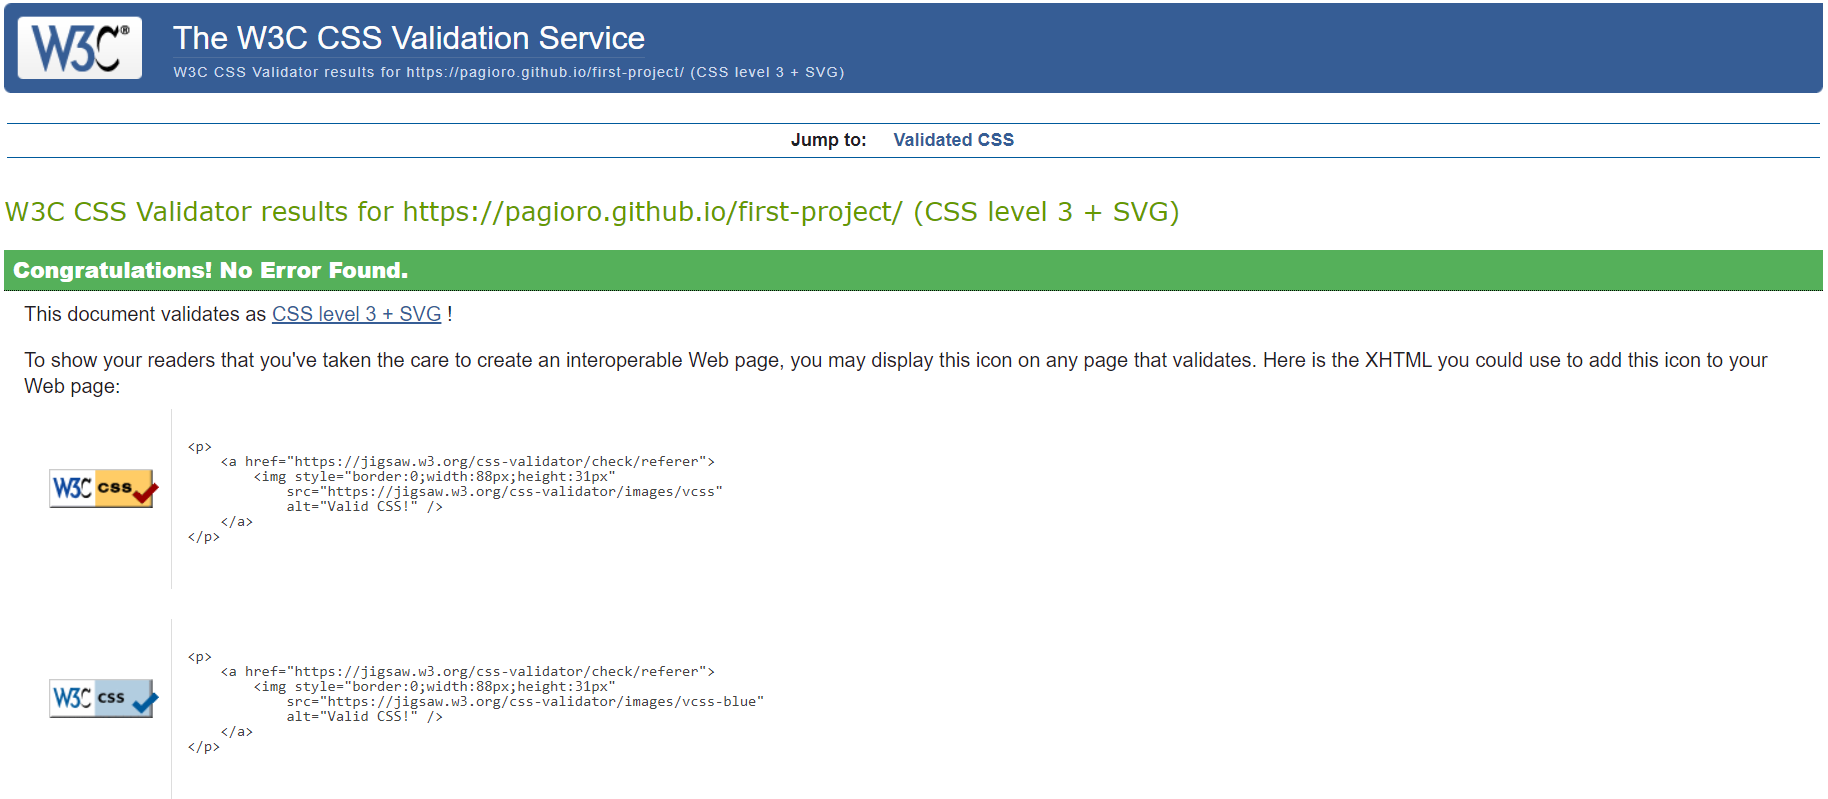 W3C®
The W3C CSS Validation Service
W3C CSS Validator results for https://pagioro.github.io/first-project/ (CSS level 3 + SVG)
Jump to: Validated CSS
W3C CSS Validator results for https://pagioro.github.io/first-project/ (CSS level 3 + SVG)
Congratulations! No Error Found.
This document validates as CSS level 3 + SVG !
To show your readers that you've taken the care to create an interoperable Web page, you may display this icon on any page that validates. Here is the XHTML you could use to add this icon to your
Web page:
W3C css
<p>
    <a href="https://jigsaw.w3.org/css-validator/check/referer">
        <img style="border:0;width:88px;height:31px"
            src="https://jigsaw.w3.org/css-validator/images/vcss"
            alt="Valid CSS!" />
    </a>
</p>
W3C css
<p>
    <a href="https://jigsaw.w3.org/css-validator/check/referer">
        <img style="border:0;width:88px;height:31px"
            src="https://jigsaw.w3.org/css-validator/images/vcss-blue"
            alt="Valid CSS!" />
    </a>
</p>